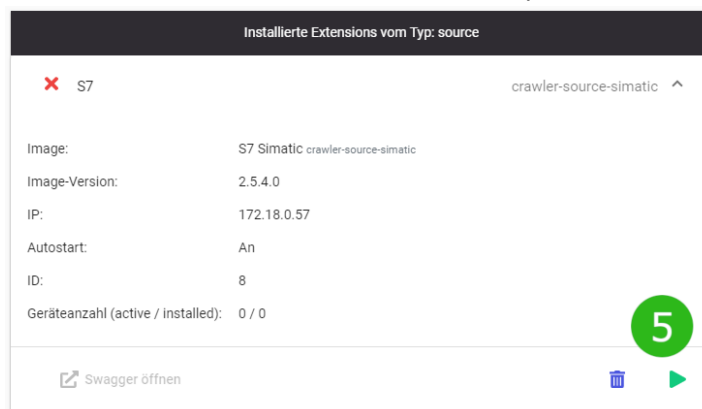 Installierte Extensions vom Typ: source
S7 crawler-source-simatic
Image: S7 Simatic crawler-source-simatic
Image-Version: 2.5.4.0
IP: 172.18.0.57
Autostart: An
ID: 8
Geräteanzahl (active / installed): 0 / 0
5
Swagger öffnen